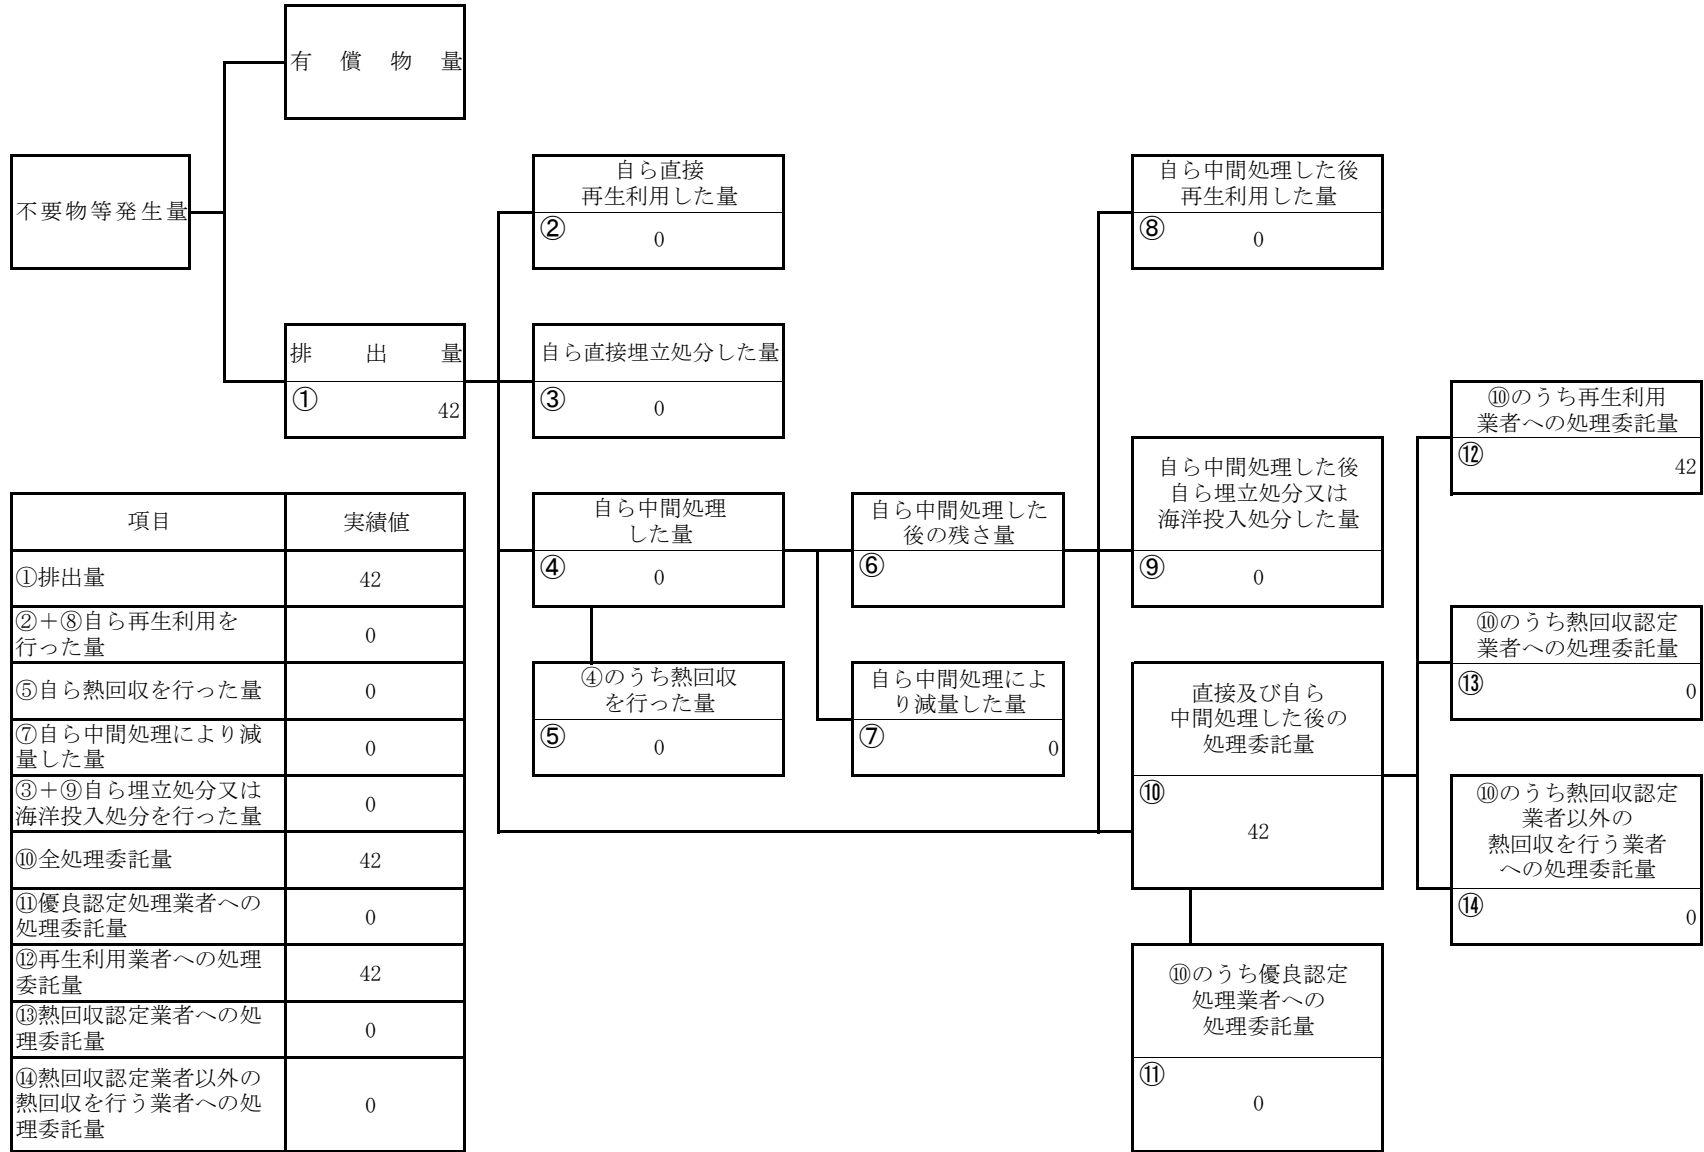 有償物量
不要物等発生量
排出量
①
42
自ら直接
再生利用した量
②
0
自ら直接埋立処分した量
③
0
自ら中間処理
した量
④
0
④のうち熱回収
を行った量
⑤
0
自ら中間処理した
後の残さ量
⑥
自ら中間処理によ
り減量した量
⑦
0
自ら中間処理した後
再生利用した量
⑧
0
自ら中間処理した後
自ら埋立処分又は
海洋投入処分した量
⑨
0
直接及び自ら
中間処理した後の
処理委託量
⑩
42
⑩のうち優良認定
処理業者への
処理委託量
⑪
0
⑩のうち再生利用
業者への処理委託量
⑫
42
⑩のうち熱回収認定
業者への処理委託量
⑬
0
⑩のうち熱回収認定
業者以外の
熱回収を行う業者
への処理委託量
⑭
0
項目 実績値
①排出量 42
②＋⑧自ら再生利用を
行った量 0
⑤自ら熱回収を行った量 0
⑦自ら中間処理により減
量した量 0
③＋⑨自ら埋立処分又は
海洋投入処分を行った量 0
⑩全処理委託量 42
⑪優良認定処理業者への
処理委託量 0
⑫再生利用業者への処理
委託量 42
⑬熱回収認定業者への処
理委託量 0
⑭熱回収認定業者以外の
熱回収を行う業者への処
理委託量 0